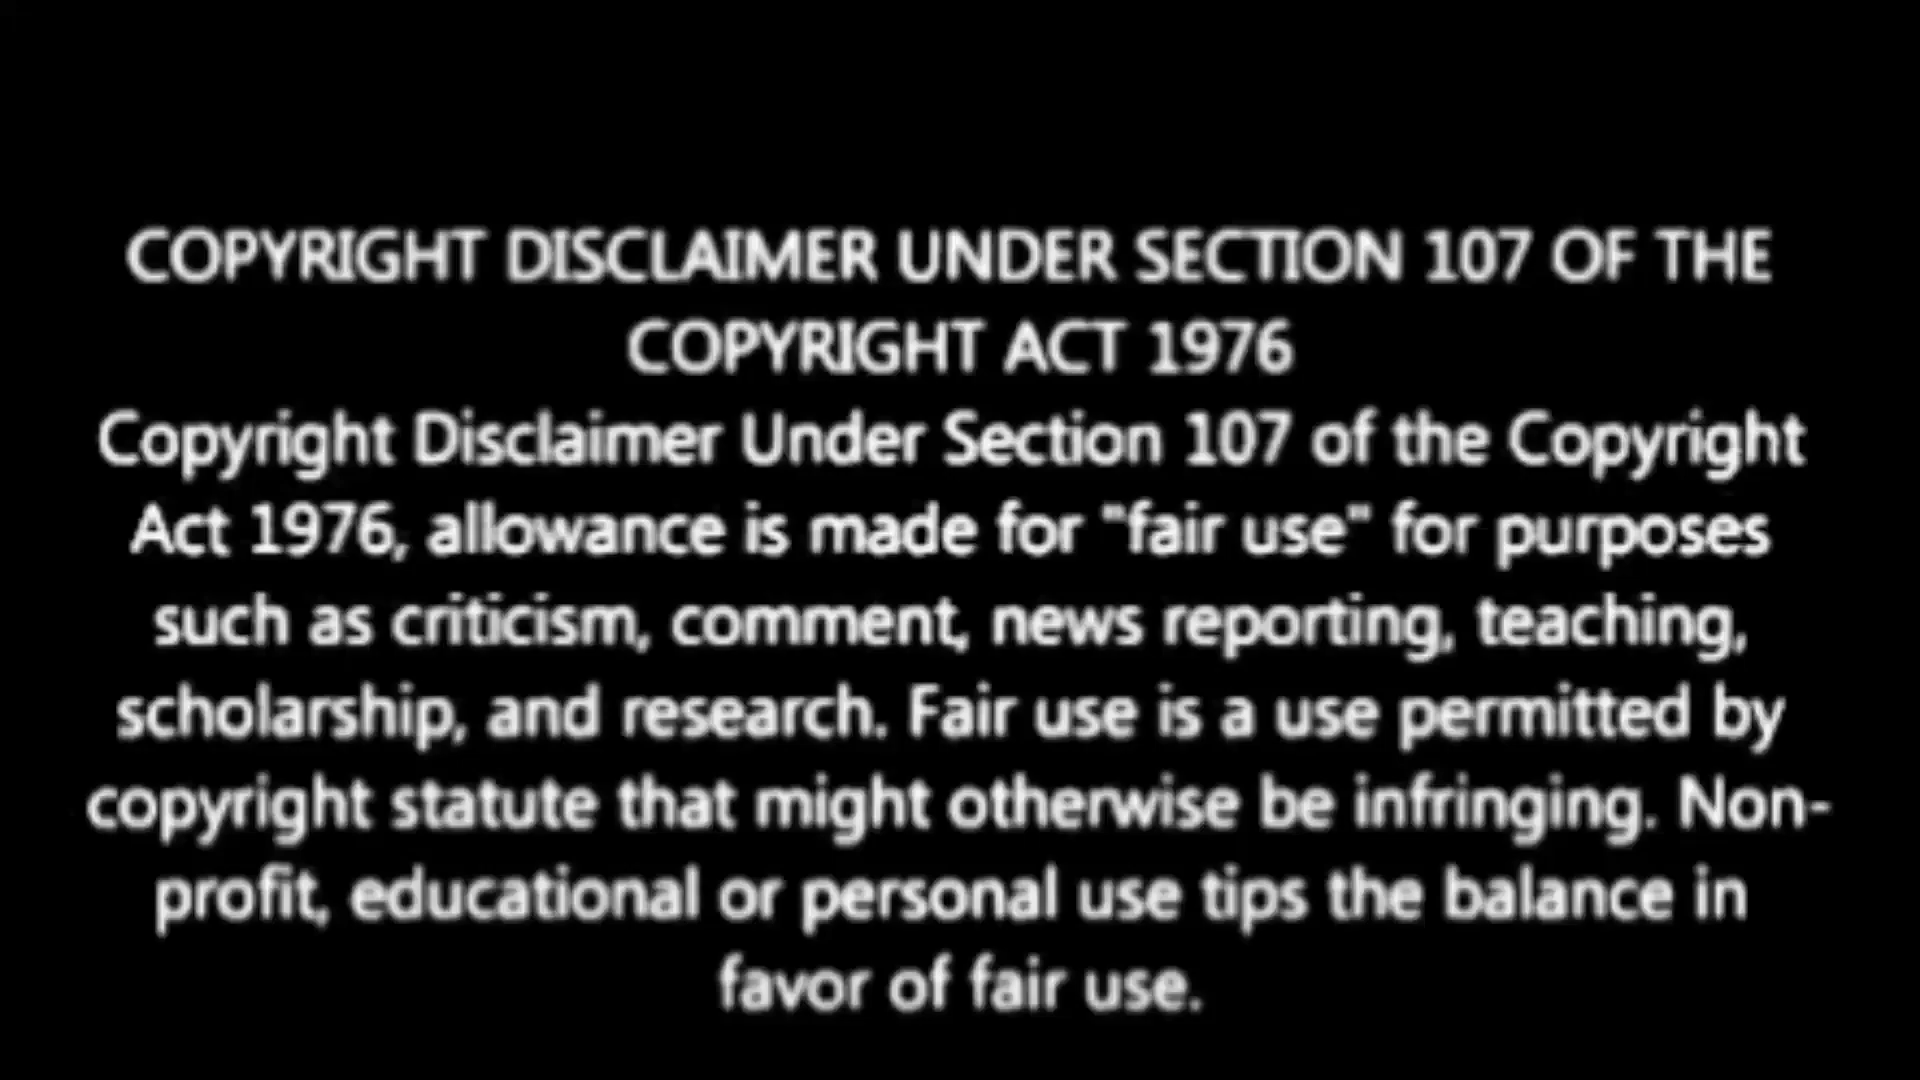 COPYRIGHT DISCLAIMER UNDER SECTION 107 OF THE
COPYRIGHT ACT 1976
Copyright Disclaimer Under Section 107 of the Copyright
Act 1976, allowance is made for "fair use" for purposes
such as criticism, comment, news reporting, teaching,
scholarship, and research. Fair use is a use permitted by
copyright statute that might otherwise be infringing. Non-
profit, educational or personal use tips the balance in
favor of fair use.